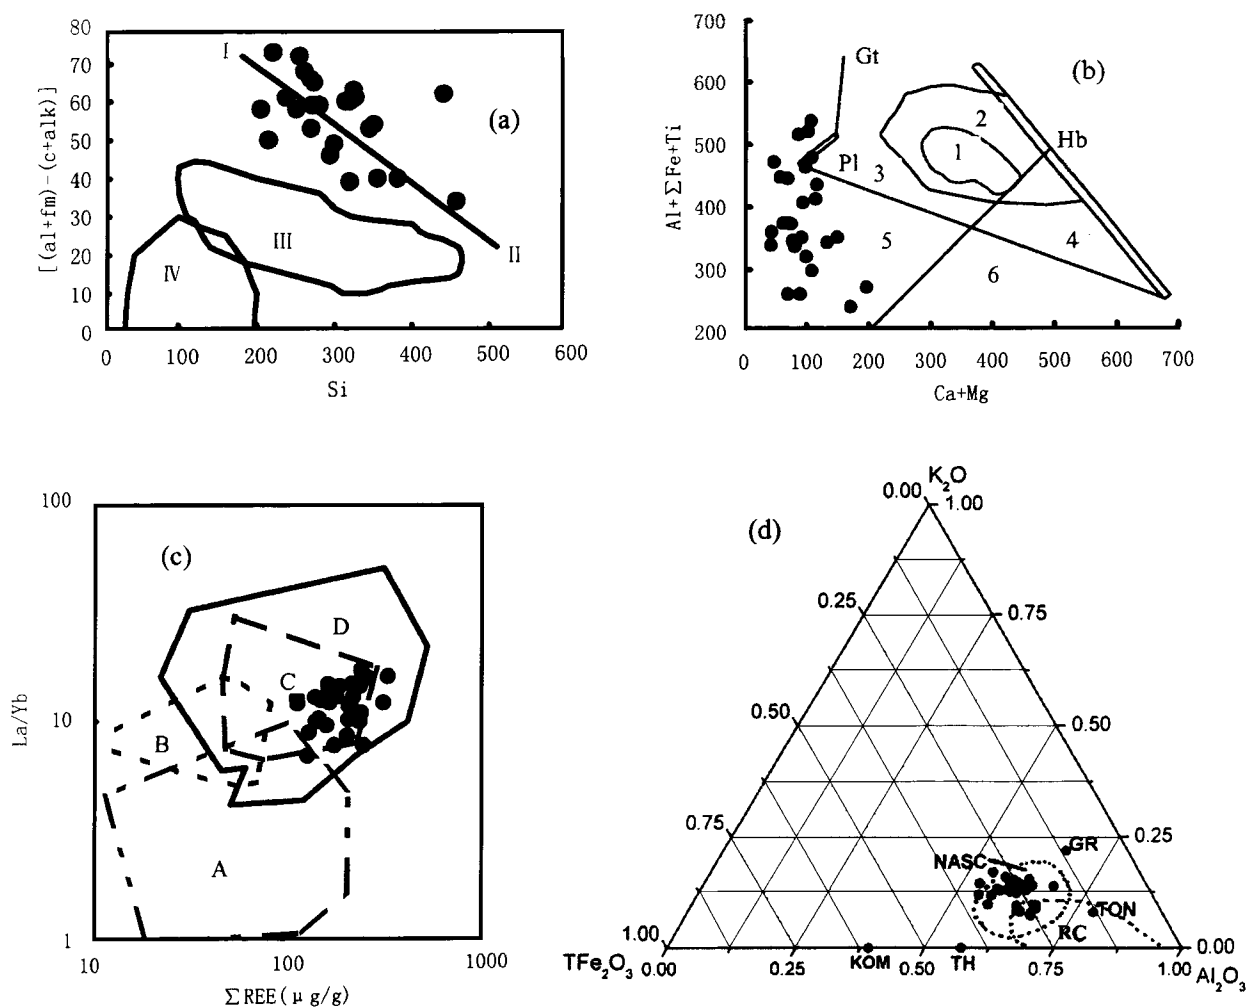 80
70
60
50
40
30
20
10
0
[(al+fm)-(c+alk)]
I
(a)
III
II
IV
0 100 200 300 400 500 600
Si
700
600
500
400
300
200
Al+ΣFe+Ti
Gt
(b)
2
1
Hb
Pl
3
5
4
6
0 100 200 300 400 500 600 700
Ca+Mg
100
10
1
La/Yb
(c)
D
C
B
A
10 100 1000
ΣREE(μg/g)
K₂O
0.00 1.00
(d)
0.25 0.75
0.50 0.50
0.75 0.25
GR
NASC
TON
RC
1.00 0.00
KOM TH
TFe₂O₃ 0.00 0.25 0.50 0.75 1.00 Al₂O₃